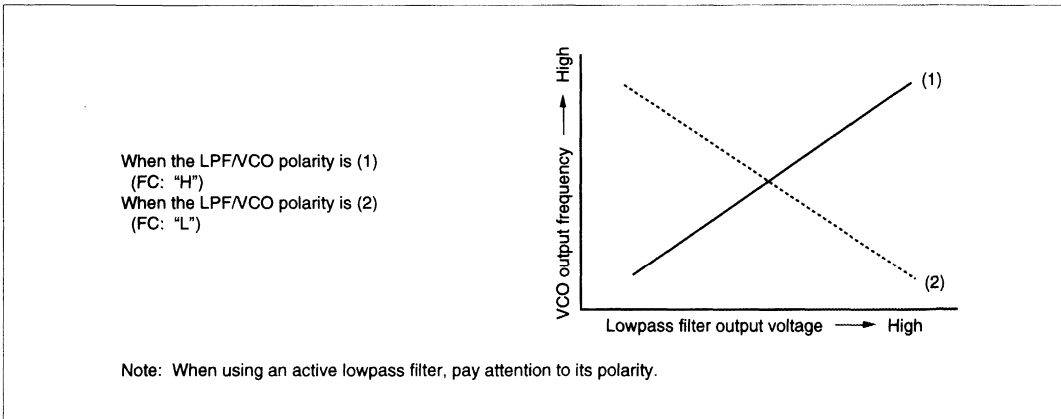 When the LPF/VCO polarity is (1)
(FC: “H”)
When the LPF/VCO polarity is (2)
(FC: “L”)
VCO output frequency → High
(1)
(2)
Lowpass filter output voltage → High
Note: When using an active lowpass filter, pay attention to its polarity.